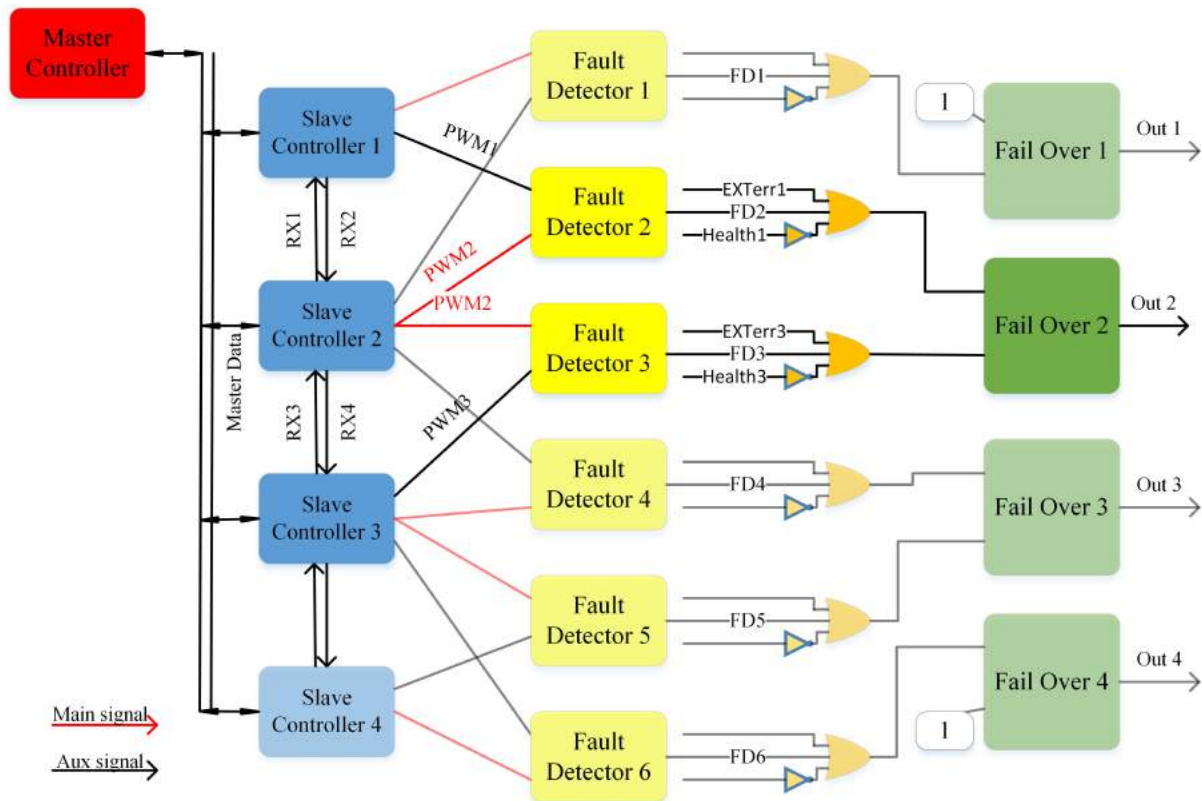 Master
Controller
Slave
Controller 1
RX1
RX2
Slave
Controller 2
Master Data
RX3
RX4
Slave
Controller 3
Slave
Controller 4
Main signal
Aux signal
PWM1
PWM2
PWM2
PWM3
Fault
Detector 1
Fault
Detector 2
Fault
Detector 3
Fault
Detector 4
Fault
Detector 5
Fault
Detector 6
FD1
EXTerr1
FD2
Health1
EXTerr3
FD3
Health3
FD4
FD5
FD6
1
Fail Over 1
Out 1
Fail Over 2
Out 2
Fail Over 3
Out 3
Fail Over 4
Out 4
1